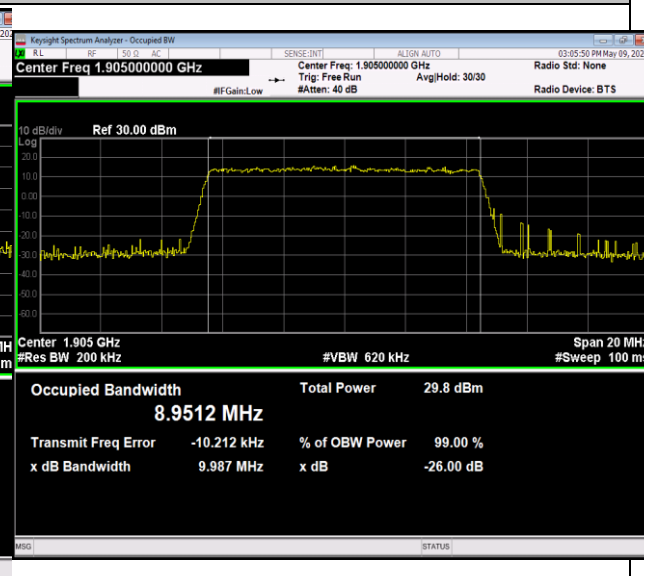 Keysight Spectrum Analyzer - Occupied BW
RL RF 50 Ω AC SENSE:INT ALIGN AUTO 03:05:50 PM May 09, 202
Center Freq 1.905000000 GHz Center Freq: 1.905000000 GHz Radio Std: None
Trig: Free Run Avg|Hold: 30/30
#IFGain:Low #Atten: 40 dB Radio Device: BTS
10 dB/div Ref 30.00 dBm
Log
20.0
10.0
0.00
-10.0
-20.0
-30.0
-40.0
-50.0
-60.0
Center 1.905 GHz Span 20 MH
#Res BW 200 kHz #VBW 620 kHz #Sweep 100 m
Occupied Bandwidth Total Power 29.8 dBm
8.9512 MHz
Transmit Freq Error -10.212 kHz % of OBW Power 99.00 %
x dB Bandwidth 9.987 MHz x dB -26.00 dB
MSG STATUS